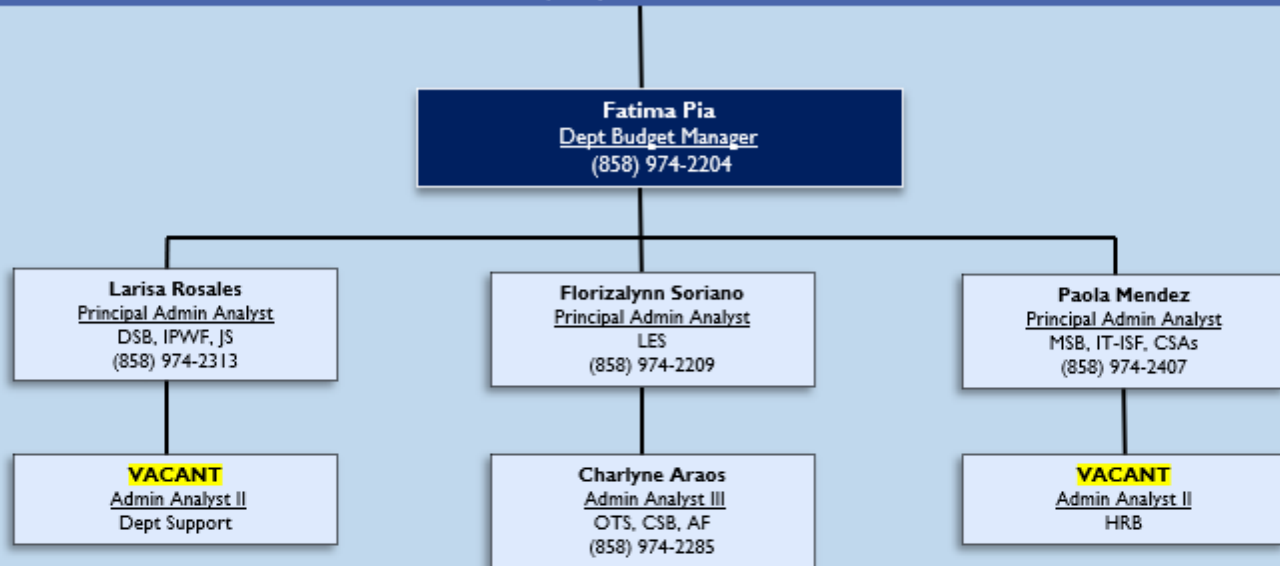 Fatima Pia
Dept Budget Manager
(858) 974-2204
Larisa Rosales
Principal Admin Analyst
DSB, IPWF, JS
(858) 974-2313
Florizalynn Soriano
Principal Admin Analyst
LES
(858) 974-2209
Paola Mendez
Principal Admin Analyst
MSB, IT-ISF, CSAs
(858) 974-2407
VACANT
Admin Analyst II
Dept Support
Charlyne Araos
Admin Analyst III
OTS, CSB, AF
(858) 974-2285
VACANT
Admin Analyst II
HRB